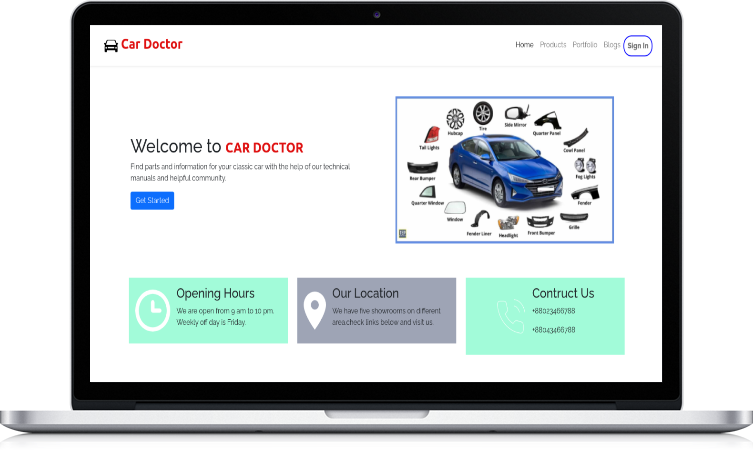 Car Doctor
Home Products Portfolio Blogs Sign in
Welcome to CAR DOCTOR
Find parts and information for your classic car with the help of our technical
manuals and helpful community.
Get Started
Hubcap
Tire
Side Mirror
Quarter Panel
Tail Lights
Cowl Panel
Rear Bumper
Fog Lights
Quarter Window
Fender
Window
Fender Liner
Headlight
Front Bumper
Grille
Opening Hours
We are open from 9 am to 10 pm.
Weekly off day is Friday.
Our Location
We have five showrooms on different
area.check links below and visit us.
Contruct Us
+88023466788
+88043466788